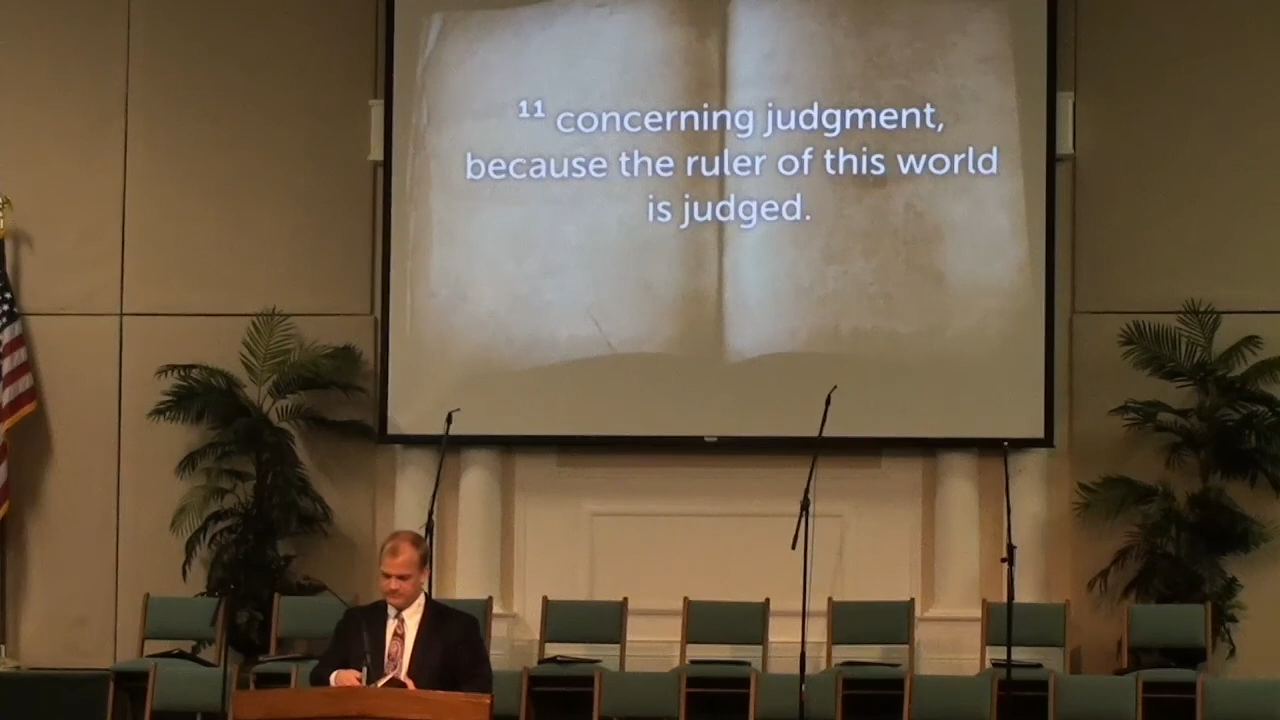 ¹¹ concerning judgment,
because the ruler of this world
is judged.